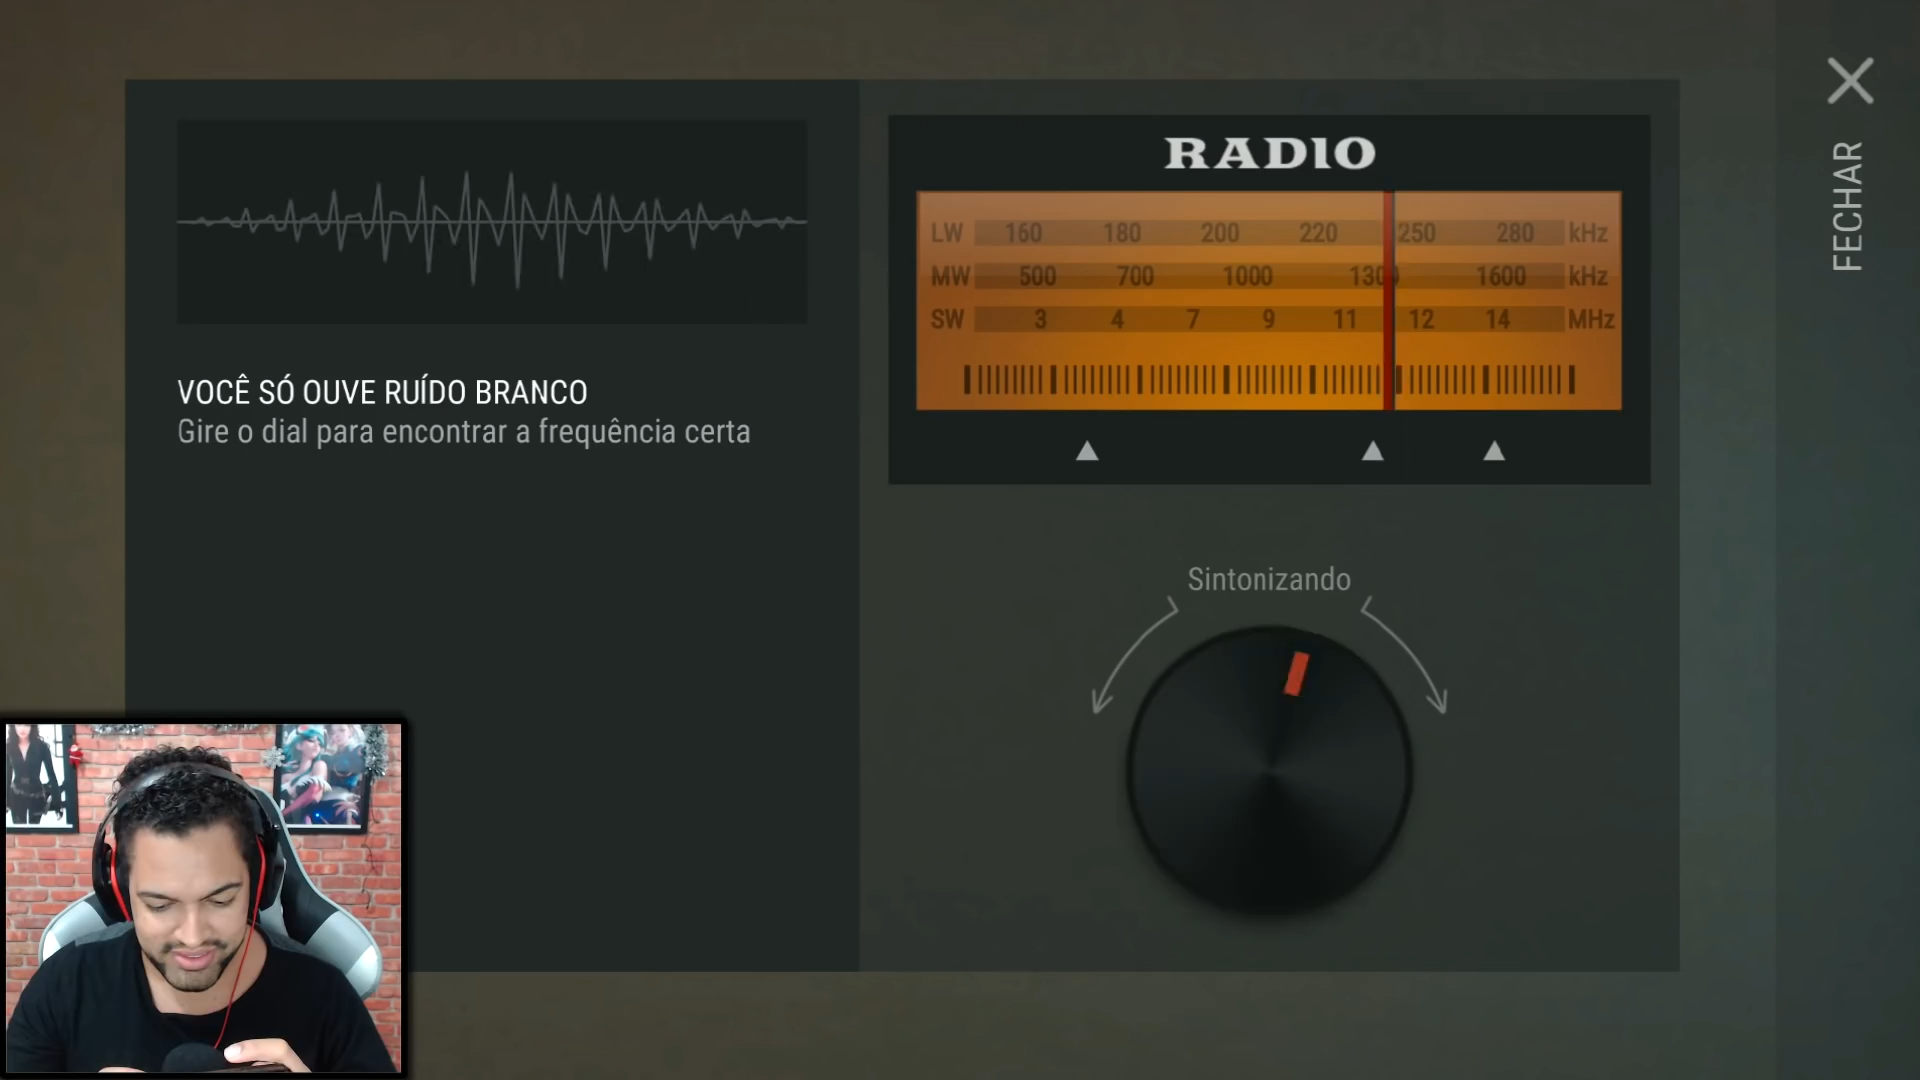 VOCÊ SÓ OUVE RUÍDO BRANCO
Gire o dial para encontrar a frequência certa
RADIO
LW 160 180 200 220 250 280 kHz
MW 500 700 1000 1300 1600 kHz
SW 3 4 7 9 11 12 14 MHz
Sintonizando
FECHAR